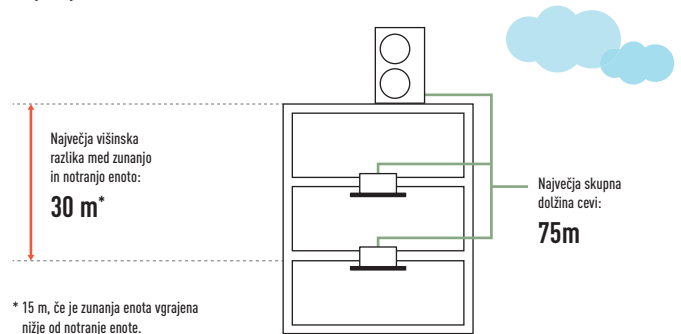 Največja višinska
razlika med zunanjo
in notranjo enoto:
30 m*
Največja skupna
dolžina cevi:
75m
* 15 m, če je zunanja enota vgrajena
nižje od notranje enote.